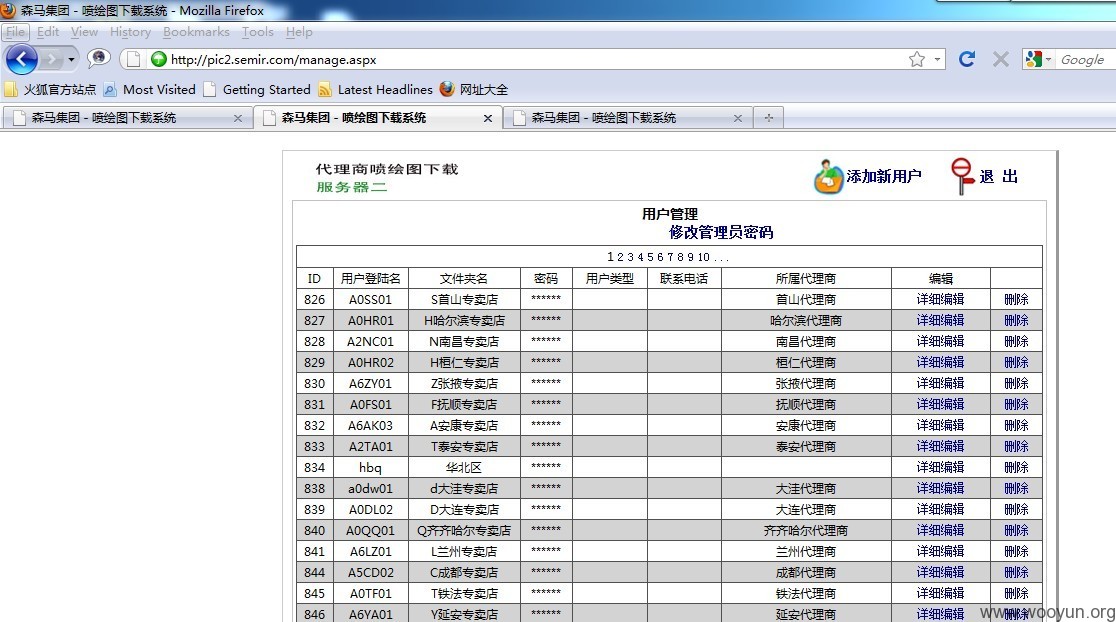 森马集团 - 喷绘图下载系统 - Mozilla Firefox
File Edit View History Bookmarks Tools Help
http://pic2.semir.com/manage.aspx Google
火狐官方站点 Most Visited Getting Started Latest Headlines 网址大全
森马集团 - 喷绘图下载系统 森马集团 - 喷绘图下载系统 森马集团 - 喷绘图下载系统
代理商喷绘图下载
服务器二
添加新用户 退 出
用户管理
修改管理员密码
1 2 3 4 5 6 7 8 9 10 ...
ID 用户登陆名 文件夹名 密码 用户类型 联系电话 所属代理商 编辑
826 A0SS01 S首山专卖店 ****** 首山代理商 详细编辑 删除
827 A0HR01 H哈尔滨专卖店 ****** 哈尔滨代理商 详细编辑 删除
828 A2NC01 N南昌专卖店 ****** 南昌代理商 详细编辑 删除
829 A0HR02 H桓仁专卖店 ****** 桓仁代理商 详细编辑 删除
830 A6ZY01 Z张掖专卖店 ****** 张掖代理商 详细编辑 删除
831 A0FS01 F抚顺专卖店 ****** 抚顺代理商 详细编辑 删除
832 A6AK03 A安康专卖店 ****** 安康代理商 详细编辑 删除
833 A2TA01 T泰安专卖店 ****** 泰安代理商 详细编辑 删除
834 hbq 华北区 ****** 详细编辑 删除
838 a0dw01 d大洼专卖店 ****** 大洼代理商 详细编辑 删除
839 A0DL02 D大连专卖店 ****** 大连代理商 详细编辑 删除
840 A0QQ01 Q齐齐哈尔专卖店 ****** 齐齐哈尔代理商 详细编辑 删除
841 A6LZ01 L兰州专卖店 ****** 兰州代理商 详细编辑 删除
844 A5CD02 C成都专卖店 ****** 成都代理商 详细编辑 删除
845 A0TF01 T铁法专卖店 ****** 铁法代理商 详细编辑 删除
846 A6YA01 Y延安专卖店 ****** 延安代理商 详细编辑 删除
www.wooyun.org